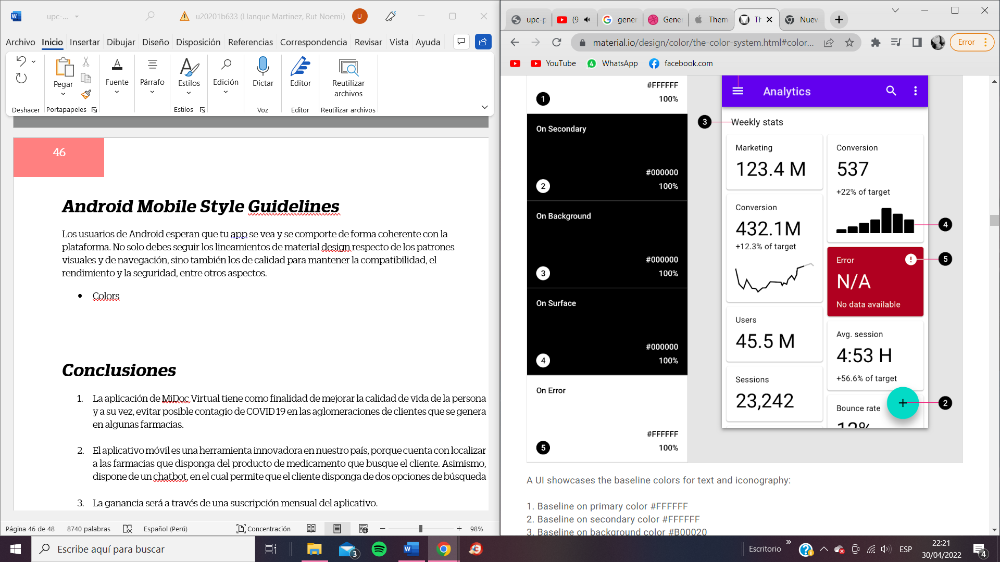 upc-...
u20201b633 (Llanque Martinez, Rut Noemi)
U
Archivo Inicio Insertar Dibujar Diseño Disposición Referencias Correspondencia Revisar Vista Ayuda
Pegar
Fuente
Párrafo
Estilos
Edición
Dictar
Editor
Reutilizar
archivos
Deshacer
Portapapeles
Estilos
Voz
Editor
Reutilizar archivos
46
Android Mobile Style Guidelines
Los usuarios de Android esperan que tu app se vea y se comporte de forma coherente con la
plataforma. No solo debes seguir los lineamientos de material design respecto de los patrones
visuales y de navegación, sino también los de calidad para mantener la compatibilidad, el
rendimiento y la seguridad, entre otros aspectos.
• Colors
Conclusiones
1. La aplicación de MiDoc Virtual tiene como finalidad de mejorar la calidad de vida de la persona
y a su vez, evitar posible contagio de COVID 19 en las aglomeraciones de clientes que se genera
en algunas farmacias.
2. El aplicativo móvil es una herramienta innovadora en nuestro país, porque cuenta con localizar
a las farmacias que disponga del producto de medicamento que busque el cliente. Asimismo,
dispone de un chatbot, en el cual permite que el cliente disponga de dos opciones de búsqueda
3. La ganancia será a través de una suscripción mensual del aplicativo.
Página 46 de 48
8740 palabras
Español (Perú)
Concentración
98%
upc-p
(9
gener
Gener
Them
Th
Nuev
material.io/design/color/the-color-system.html#color...
Error
YouTube
WhatsApp
facebook.com
#FFFFFF
1
100%
On Secondary
#000000
2
100%
On Background
#000000
3
100%
On Surface
#000000
4
100%
On Error
#FFFFFF
5
100%
Analytics
3
Weekly stats
Marketing
123.4 M
Conversion
432.1M
+12.3% of target
Users
45.5 M
Sessions
23,242
Conversion
537
+22% of target
4
Error
!
5
N/A
No data available
Avg. session
4:53 H
+56.6% of target
+
2
Bounce rate
12%
A UI showcases the baseline colors for text and iconography:
1. Baseline on primary color #FFFFFF
2. Baseline on secondary color #FFFFFF
3. Baseline on background color #B00020
Escribe aquí para buscar
3
Escritorio
ESP
22:21
30/04/2022
4